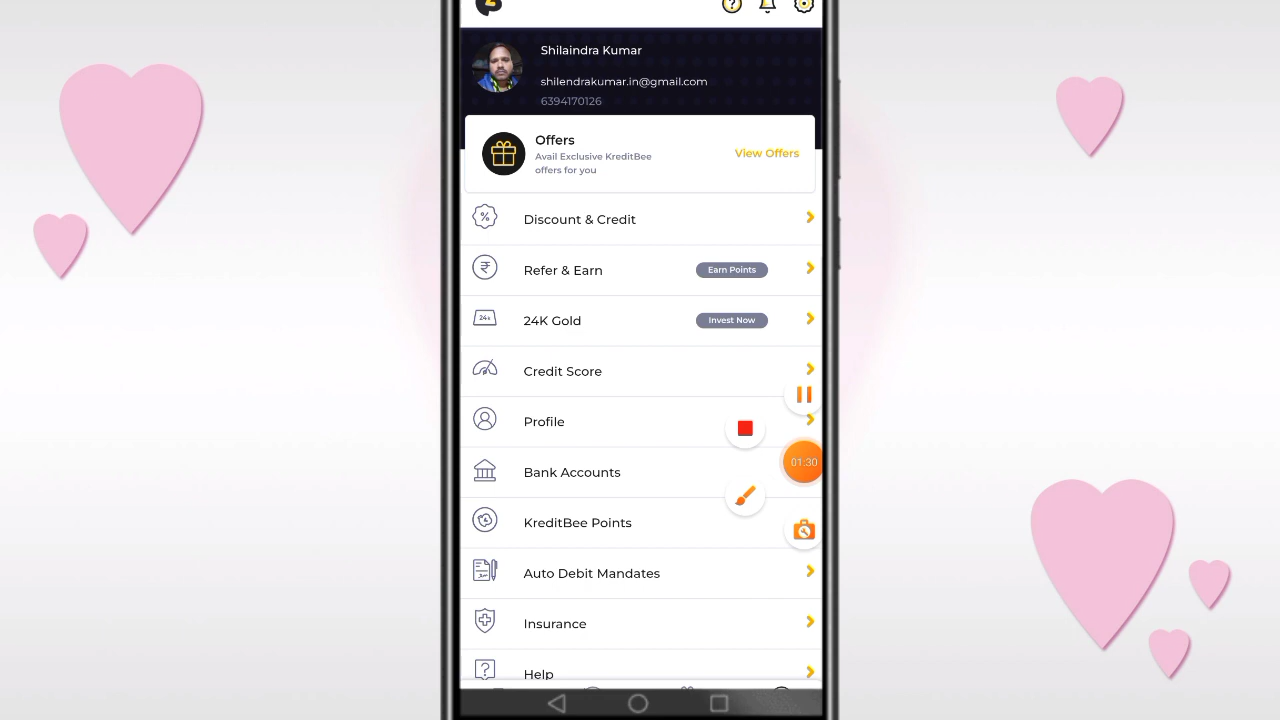 Shilaindra Kumar
shilendrakumar.in@gmail.com
6394170126
Offers
Avail Exclusive KreditBee
offers for you
View Offers
Discount & Credit
Refer & Earn
Earn Points
24K Gold
Invest Now
Credit Score
Profile
01:30
Bank Accounts
KreditBee Points
Auto Debit Mandates
Insurance
Help